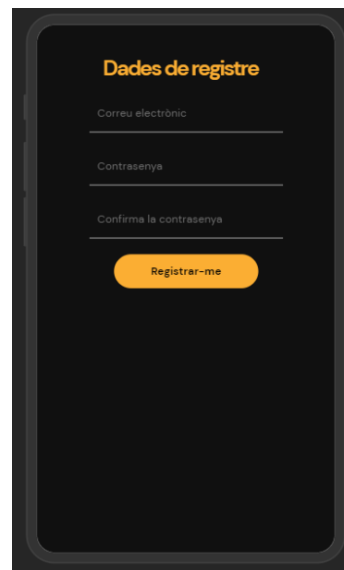 Dades de registre
Correu electrònic
Contrasenya
Confirma la contrasenya
Registrar-me